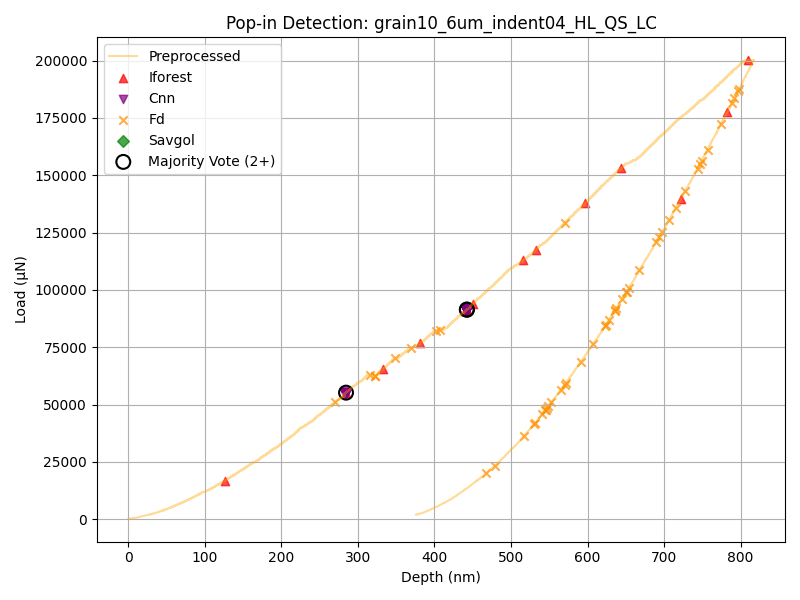 Pop-in Detection: grain10_6um_indent04_HL_QS_LC
Preprocessed
Iforest
Cnn
Fd
Savgol
Majority Vote (2+)
200000
175000
150000
125000
100000
75000
50000
25000
0
Load (μN)
0 100 200 300 400 500 600 700 800
Depth (nm)